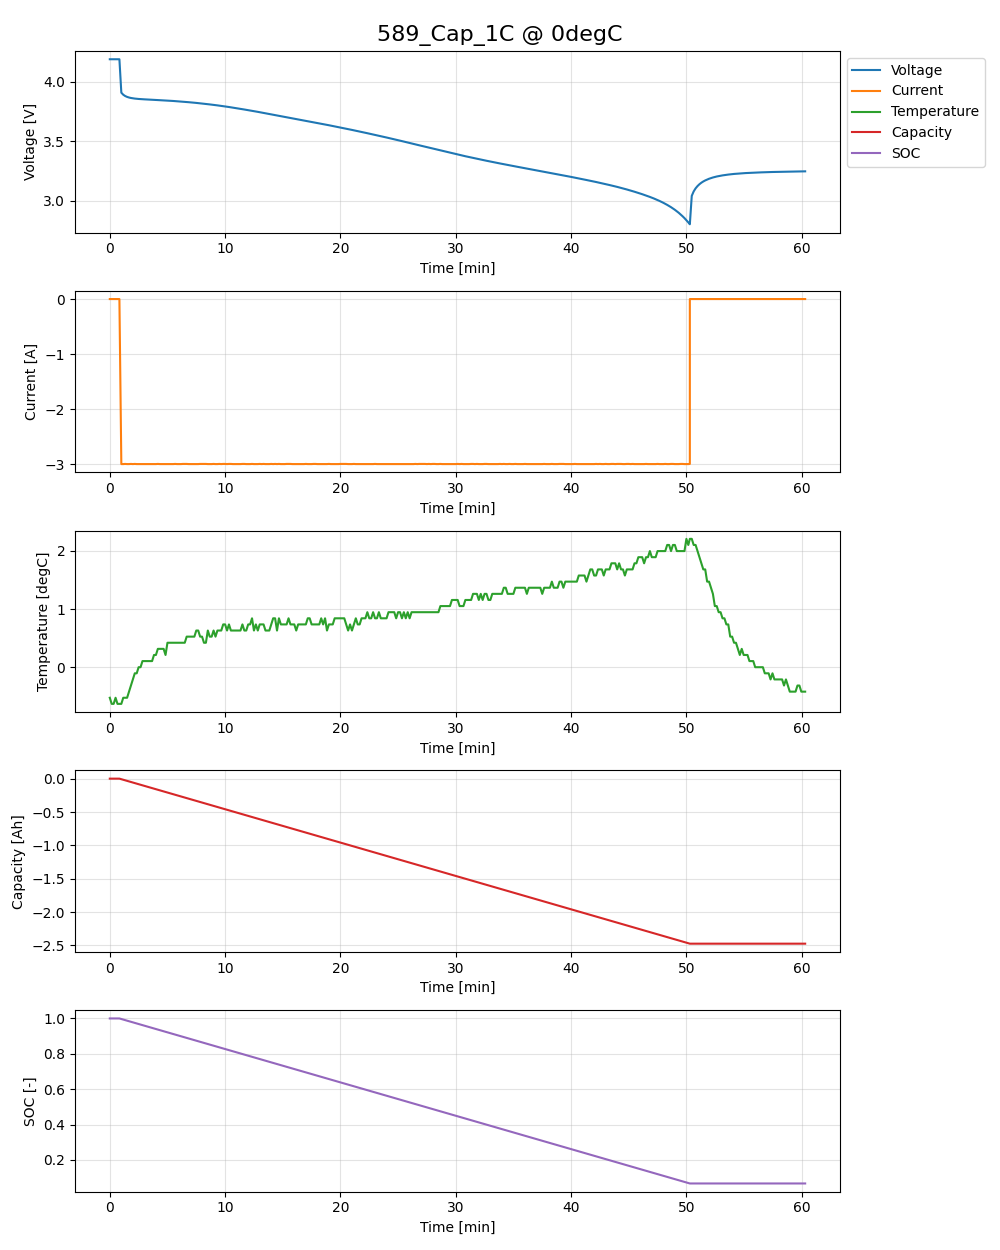 589_Cap_1C @ 0degC
Voltage [V]
4.0
3.5
3.0
0 10 20 30 40 50 60
Time [min]
Voltage
Current
Temperature
Capacity
SOC
Current [A]
0
−1
−2
−3
0 10 20 30 40 50 60
Time [min]
Temperature [degC]
2
1
0
0 10 20 30 40 50 60
Time [min]
Capacity [Ah]
0.0
−0.5
−1.0
−1.5
−2.0
−2.5
0 10 20 30 40 50 60
Time [min]
SOC [-]
1.0
0.8
0.6
0.4
0.2
0 10 20 30 40 50 60
Time [min]